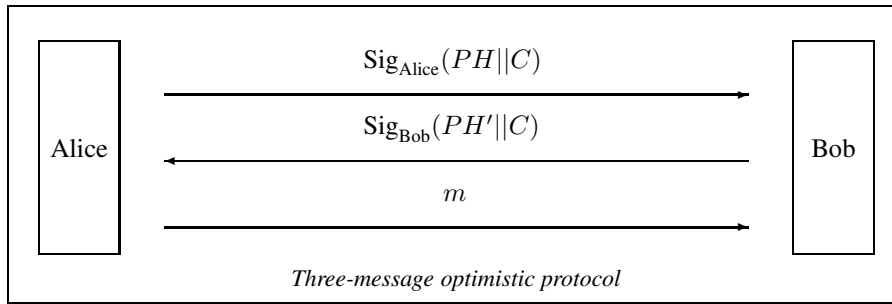 Sig_Alice(PH||C)
Sig_Bob(PH′||C)
Alice
Bob
m
Three-message optimistic protocol